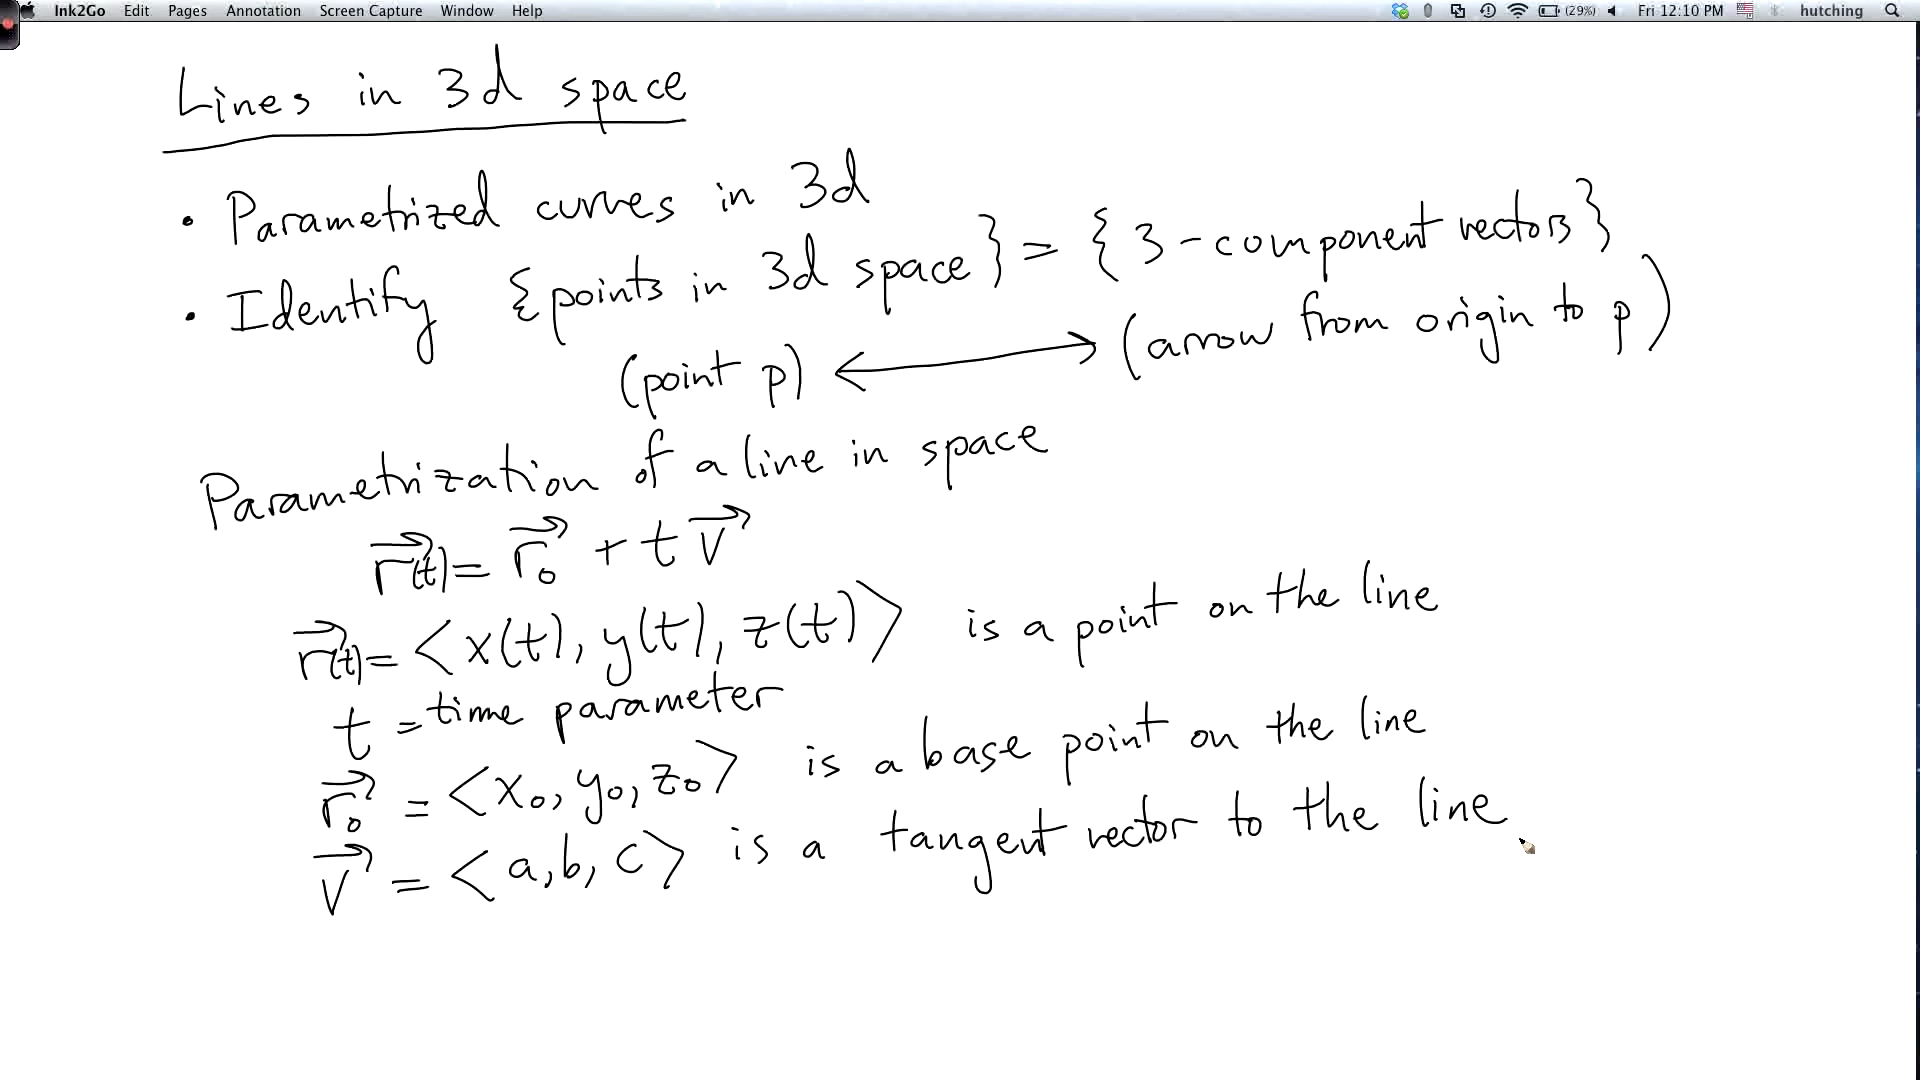 Ink2Go Edit Pages Annotation Screen Capture Window Help (29%) Fri 12:10 PM hutching
Lines in 3d space
• Parametrized curves in 3d
• Identify {points in 3d space} = {3-component vectors}
(point p) ⟷ (arrow from origin to p)
Parametrization of a line in space
r⃗(t) = r⃗₀ + t v⃗
r⃗(t) = <x(t), y(t), z(t)> is a point on the line
t = time parameter
r⃗₀ = <x₀, y₀, z₀> is a base point on the line
v⃗ = <a, b, c> is a tangent vector to the line